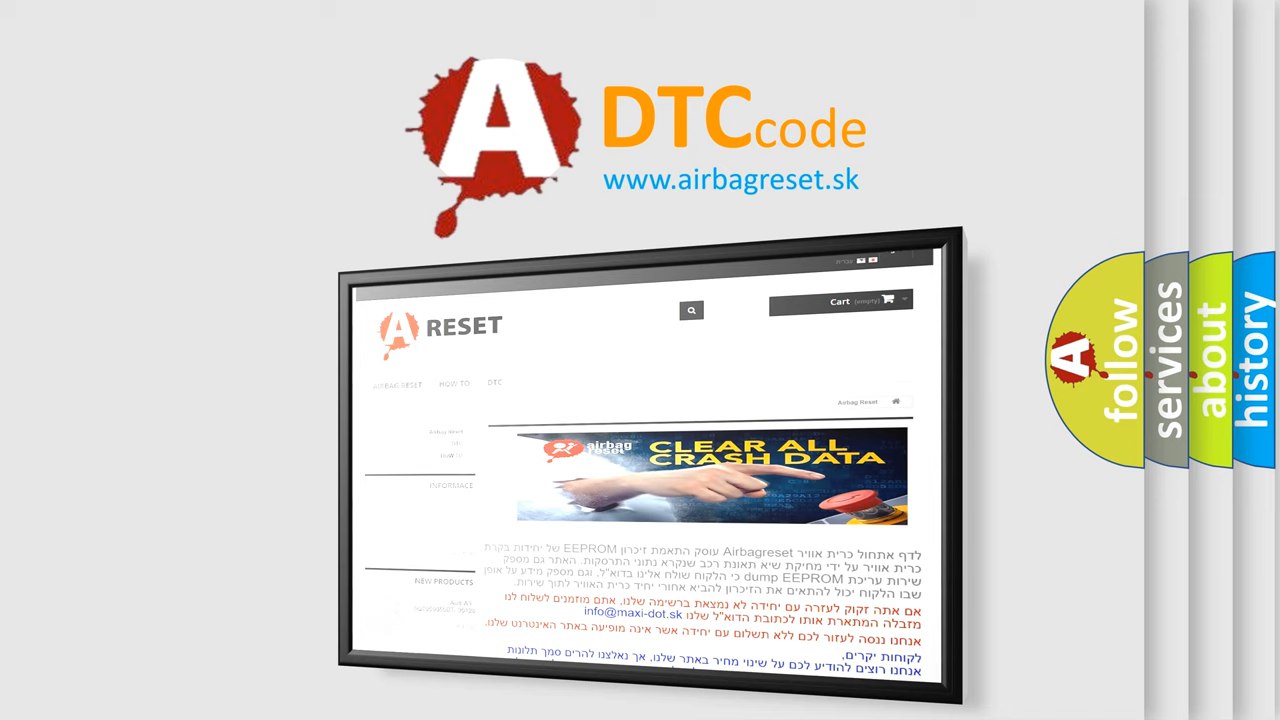 A
DTC code
www.airbagreset.sk
עברית
Cart (empty)
A RESET
AIRBAG RESET HOW TO DTC
Airbag Reset
Airbag Reset
HOW TO
INFORMACE
NEW PRODUCTS
airbag
reset
CLEAR ALL
CRASH DATA
לדף אתחול כרית אוויר Airbagreset עוסק התאמת זיכרון EEPROM של יחידות בקרת
כרית אוויר על ידי מחיקת שיא תאונת רכב שנקרא נתוני התרסקות. האתר גם מספק
שירות עריכת dump EEPROM כי הלקוח שולח אלינו בדוא"ל, וגם מספק מידע על אופן
שבו הלקוח יכול להתאים את הזיכרון להביא אחורי יחיד כרית האוויר לתוך שירות.
אם אתה זקוק לעזרה עם יחידה לא נמצאת ברשימה שלנו, אתם מוזמנים לשלוח לנו
מזבלה המתארת אותו לכתובת הדוא"ל שלנו info@maxi-dot.sk
אנחנו ננסה לעזור לכם ללא תשלום עם יחידה אשר אינה מופיעה באתר האינטרנט שלנו.
לקוחות יקרים,
אנחנו רוצים להודיע לכם על שינוי מחיר באתר שלנו, אך נאלצנו להרים סמך תלונות
A
follow
services
about
history